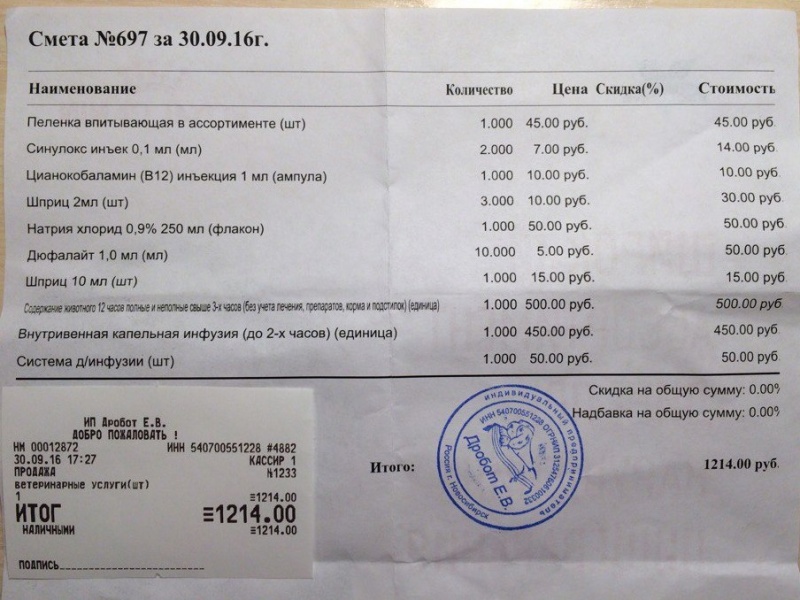 Смета №697 за 30.09.16г.
Наименование Количество Цена Скидка(%) Стоимость
Пеленка впитывающая в ассортименте (шт) 1.000 45.00 руб. 45.00 руб.
Синулокс инъек 0,1 мл (мл) 2.000 7.00 руб. 14.00 руб.
Цианокобаламин (В12) инъекция 1 мл (ампула) 1.000 10.00 руб. 10.00 руб.
Шприц 2мл (шт) 3.000 10.00 руб. 30.00 руб.
Натрия хлорид 0,9% 250 мл (флакон) 1.000 50.00 руб. 50.00 руб.
Дюфалайт 1,0 мл (мл) 10.000 5.00 руб. 50.00 руб.
Шприц 10 мл (шт) 1.000 15.00 руб. 15.00 руб.
Содержание животного 12 часов полные и неполные свыше 3-х часов (без учета лечения, препаратов, корма и подстилок) (единица) 1.000 500.00 руб. 500.00 руб.
Внутривенная капельная инфузия (до 2-х часов) (единица) 1.000 450.00 руб. 450.00 руб.
Система д/инфузии (шт) 1.000 50.00 руб. 50.00 руб.
Скидка на общую сумму: 0.00%
Надбавка на общую сумму: 0.00%
Итого: 1214.00 руб.
индивидуальный предприниматель
ИНН 540700551228 ОГРНИП 312547606100332
Дробот Е.В.
Россия г. Новосибирск
ИП Дробот Е.В.
ДОБРО ПОЖАЛОВАТЬ !
НМ 00012872 ИНН 540700551228 #4882
30.09.16 17:27 КАССИР 1
ПРОДАЖА №1233
ветеринарные услуги(шт)
1 ≡1214.00
ИТОГ ≡1214.00
НАЛИЧНЫМИ ≡1214.00
ПОДПИСЬ